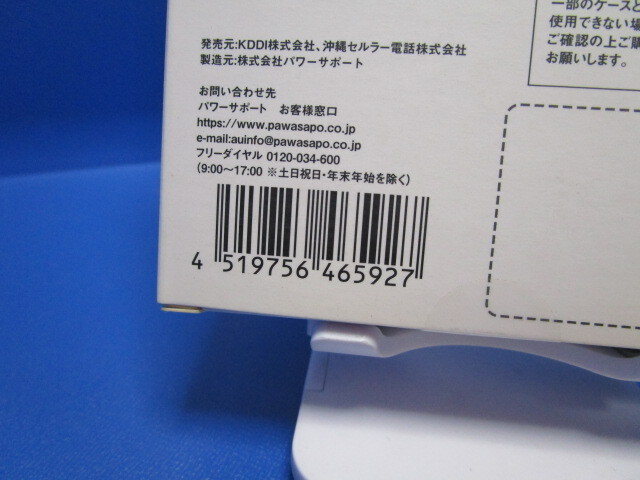 発売元:KDDI株式会社、沖縄セルラー電話株式会社
製造元:株式会社パワーサポート
お問い合わせ先
パワーサポート　お客様窓口
https://www.pawasapo.co.jp
e-mail:auinfo@pawasapo.co.jp
フリーダイヤル 0120-034-600
(9:00〜17:00 ※土日祝日・年末年始を除く)
4 519756 465927
一部のケースと
使用できない場
ご確認の上ご購
お願いします。